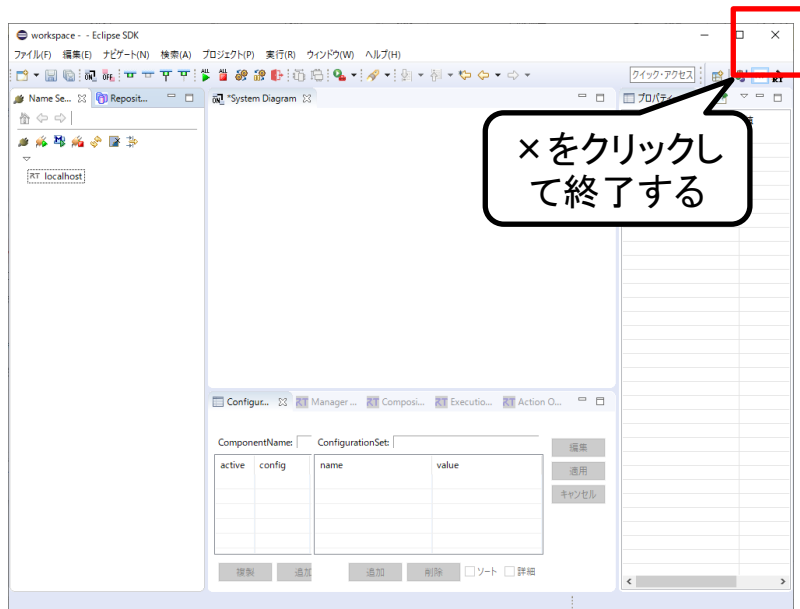 workspace - - Eclipse SDK
ファイル(F) 編集(E) ナビゲート(N) 検索(A) プロジェクト(P) 実行(R) ウィンドウ(W) ヘルプ(H)
クイック・アクセス
Name Se... Reposit... *System Diagram プロパティ
×をクリックし
て終了する
RT localhost
Configur... RT Manager ... RT Composi... RT Executio... RT Action O...
ComponentName: ConfigurationSet: 編集
active config name value
適用
キャンセル
複製 追加 追加 削除 ソート 詳細